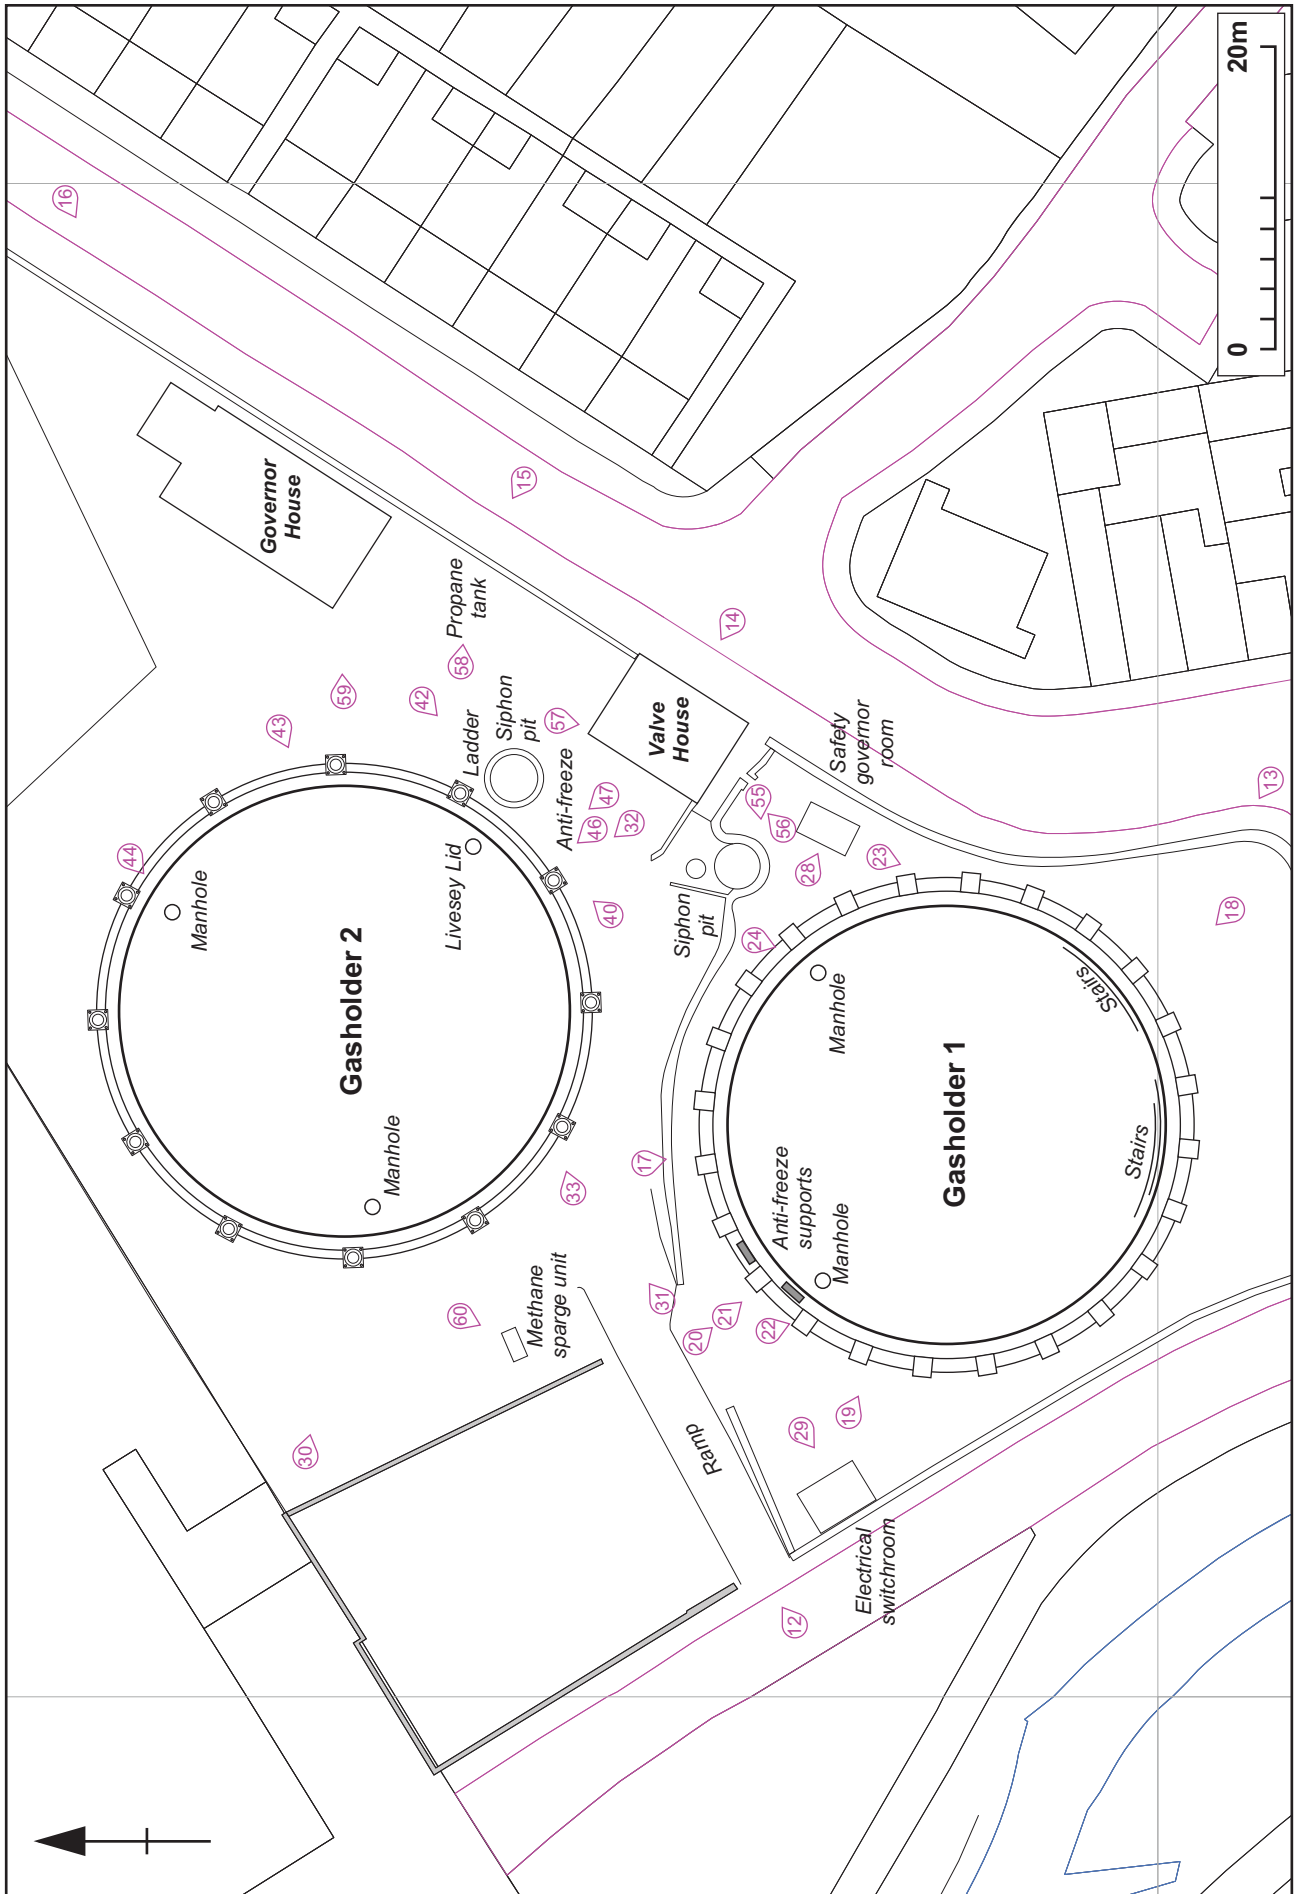 16
43
59
42
44
58
57
15
Governor
House
Propane
tank
Ladder
Siphon
pit
Anti-freeze
47
46
32
40
Manhole
Livesey Lid
Gasholder 2
Manhole
Valve
House
14
Safety
governor
room
55
56
28
23
24
13
18
Siphon
pit
Manhole
Stairs
Gasholder 1
Stairs
Anti-freeze
supports
Manhole
17
33
31
60
Methane
sparge unit
20
21
22
30
Ramp
29
19
12
Electrical
switchroom
0
20m